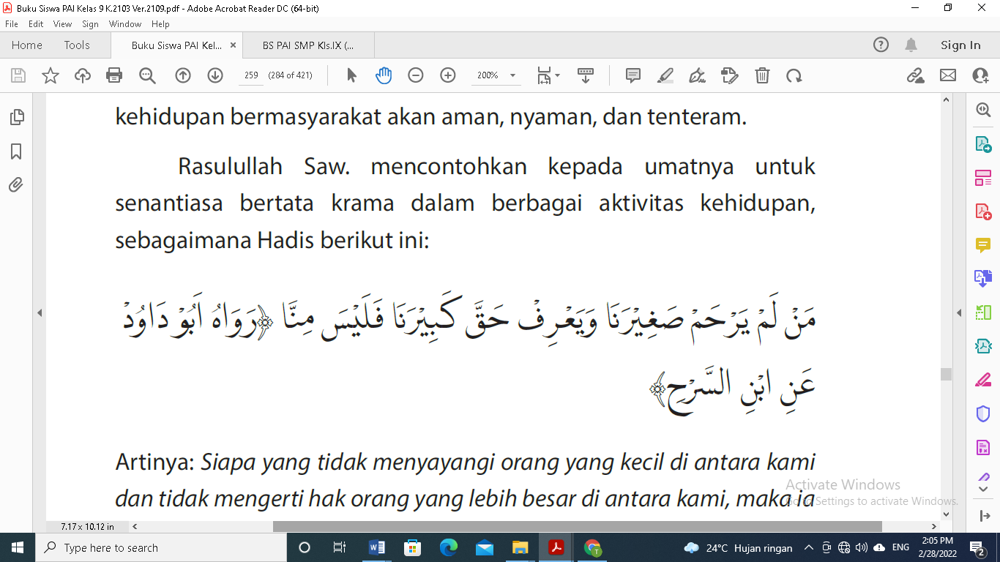 Buku Siswa PAI Kelas 9 K.2103 Ver.2109.pdf - Adobe Acrobat Reader DC (64-bit)
File Edit View Sign Window Help
Home Tools Buku Siswa PAI Kel... × BS PAI SMP Kls.IX (... Sign In
259 (284 of 421) 200%
kehidupan bermasyarakat akan aman, nyaman, dan tenteram.
Rasulullah Saw. mencontohkan kepada umatnya untuk
senantiasa bertata krama dalam berbagai aktivitas kehidupan,
sebagaimana Hadis berikut ini:
مَنْ لَمْ يَرْحَمْ صَغِيْرَنَا وَيَعْرِفْ حَقَّ كَبِيْرَنَا فَلَيْسَ مِنَّا ﴿رَوَاهُ اَبُوْ دَاوُدْ
عَنِ ابْنِ السَّرْحِ﴾
Artinya: Siapa yang tidak menyayangi orang yang kecil di antara kami
dan tidak mengerti hak orang yang lebih besar di antara kami, maka ia
Activate Windows
Go to Settings to activate Windows.
7.17 x 10.12 in
Type here to search 24°C Hujan ringan ENG 2:05 PM
2/28/2022 2